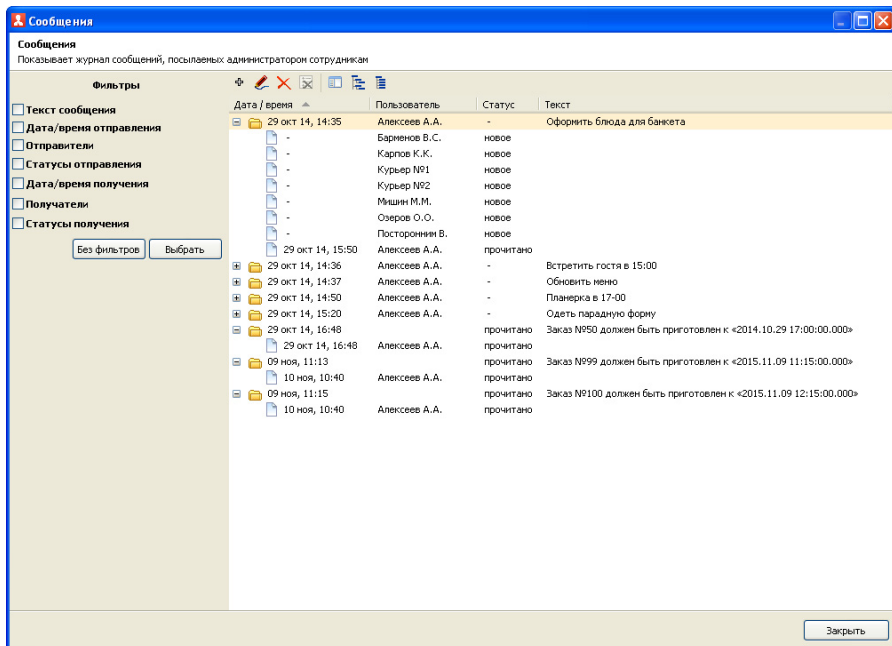 Сообщения
Сообщения
Показывает журнал сообщений, посылаемых администратором сотрудникам
Фильтры
Текст сообщения
Дата/время отправления
Отправители
Статусы отправления
Дата/время получения
Получатели
Статусы получения
Без фильтров Выбрать
Дата / время Пользователь Статус Текст
29 окт 14, 14:35 Алексеев А.А. - Оформить блюда для банкета
- Барменов В.С. новое
- Карпов К.К. новое
- Курьер №1 новое
- Курьер №2 новое
- Мишин М.М. новое
- Озеров О.О. новое
- Посторонним В. новое
29 окт 14, 15:50 Алексеев А.А. прочитано
29 окт 14, 14:36 Алексеев А.А. - Встретить гостя в 15:00
29 окт 14, 14:37 Алексеев А.А. - Обновить меню
29 окт 14, 14:50 Алексеев А.А. - Планерка в 17-00
29 окт 14, 15:20 Алексеев А.А. - Одеть парадную форму
29 окт 14, 16:48 прочитано Заказ №50 должен быть приготовлен к «2014.10.29 17:00:00.000»
29 окт 14, 16:48 Алексеев А.А. прочитано
09 ноя, 11:13 прочитано Заказ №99 должен быть приготовлен к «2015.11.09 11:15:00.000»
10 ноя, 10:40 Алексеев А.А. прочитано
09 ноя, 11:15 прочитано Заказ №100 должен быть приготовлен к «2015.11.09 12:15:00.000»
10 ноя, 10:40 Алексеев А.А. прочитано
Закрыть